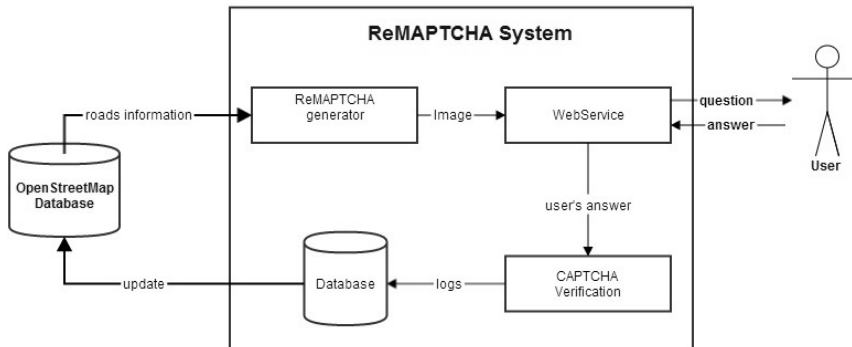 ReMAPTCHA System
roads information
ReMAPTCHA
generator
Image
WebService
question
answer
User
OpenStreetMap
Database
user's answer
update
Database
logs
CAPTCHA
Verification